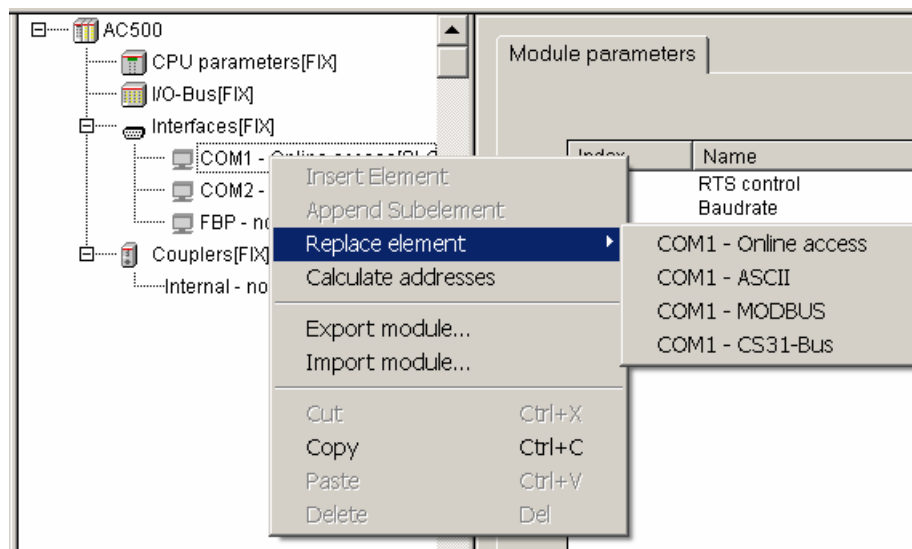 AC500
CPU parameters[FIX]
I/O-Bus[FIX]
Interfaces[FIX]
COM1 - Online access[
COM2 -
FBP - no
Couplers[FIX]
Internal - no
Insert Element
Append Subelement
Replace element
Calculate addresses
Export module...
Import module...
Cut Ctrl+X
Copy Ctrl+C
Paste Ctrl+V
Delete Del
COM1 - Online access
COM1 - ASCII
COM1 - MODBUS
COM1 - CS31-Bus
Module parameters
Index Name
RTS control
Baudrate